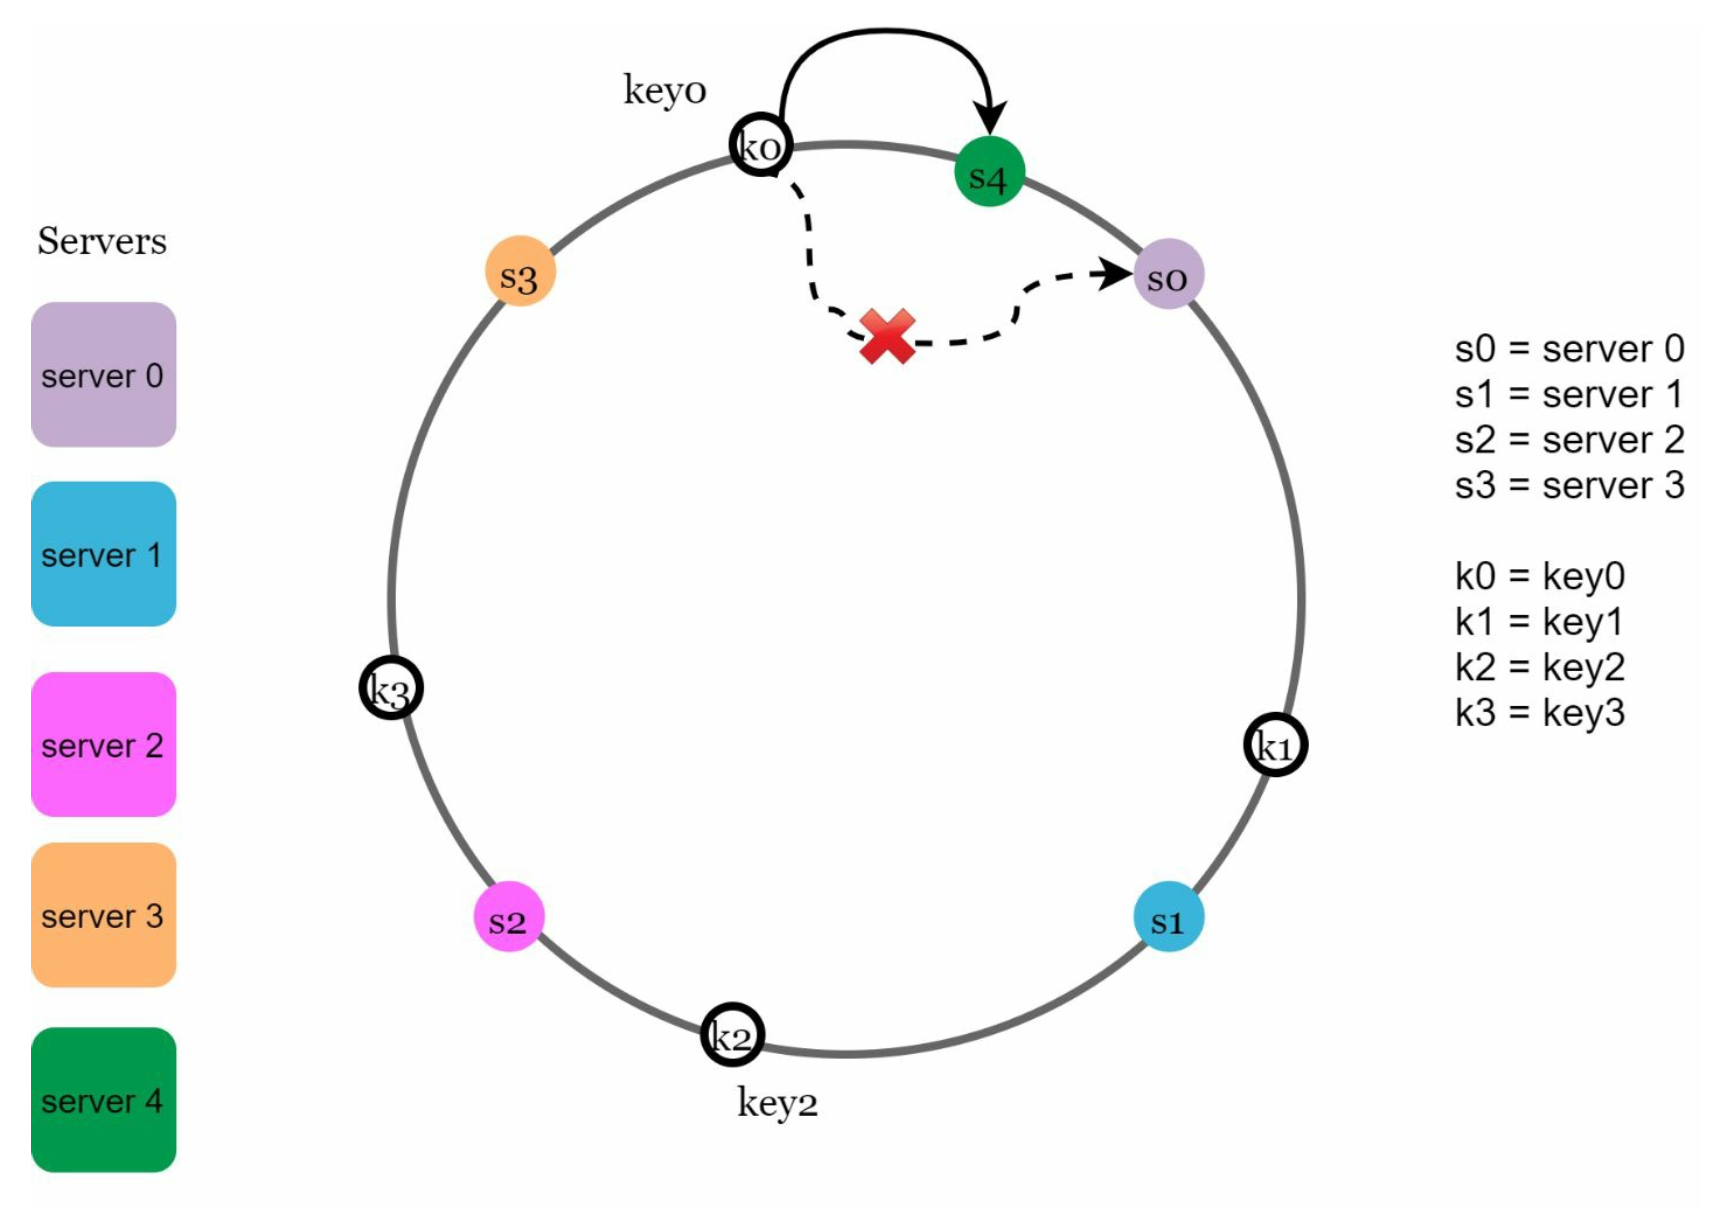 key0
k0
s4
Servers
s3
s0
server 0
s0 = server 0
s1 = server 1
s2 = server 2
s3 = server 3
server 1
k0 = key0
k1 = key1
k2 = key2
k3 = key3
k3
k1
server 2
server 3
s2
s1
k2
key2
server 4